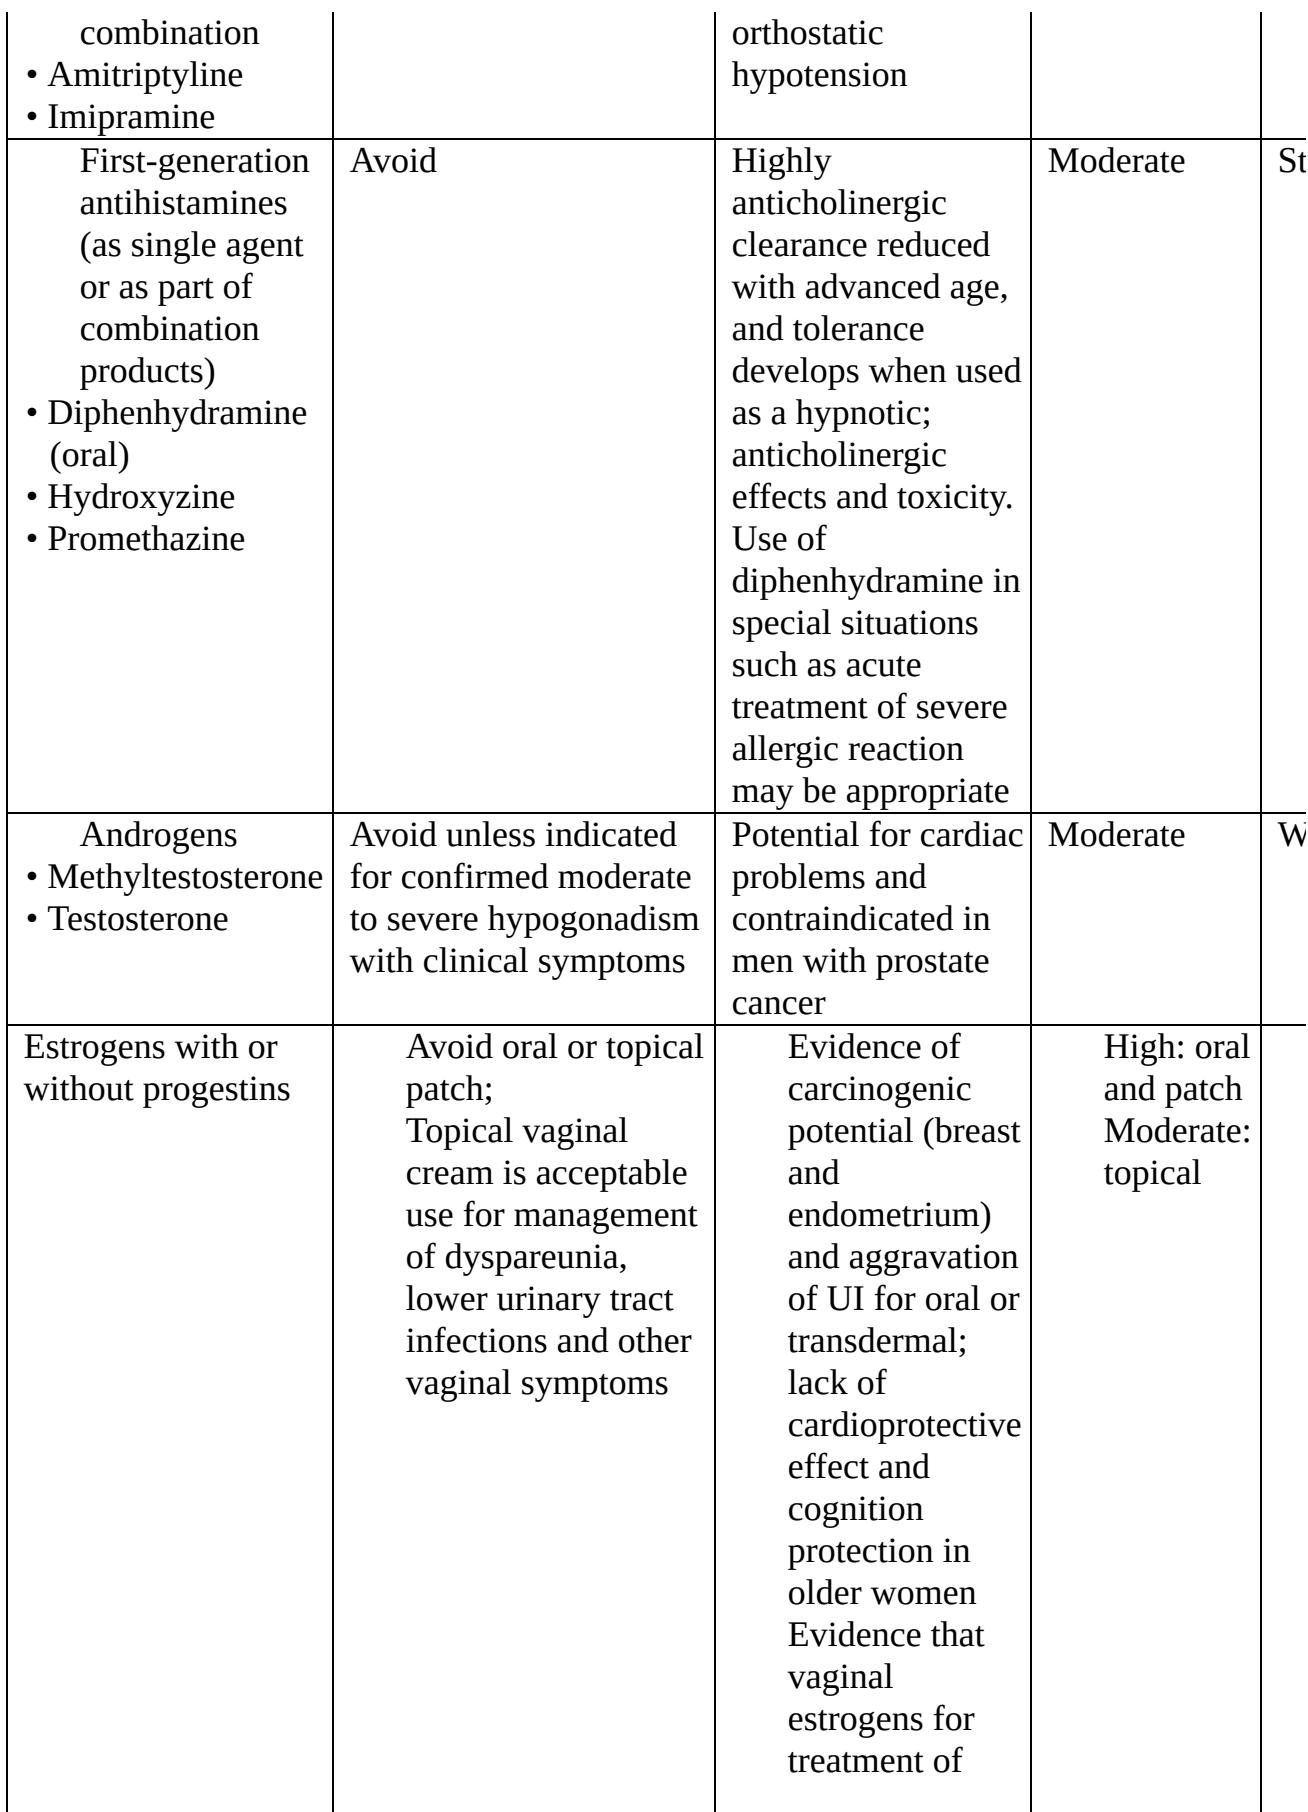 combination
• Amitriptyline
• Imipramine
orthostatic
hypotension
First-generation
antihistamines
(as single agent
or as part of
combination
products)
• Diphenhydramine
(oral)
• Hydroxyzine
• Promethazine
Avoid
Highly
anticholinergic
clearance reduced
with advanced age,
and tolerance
develops when used
as a hypnotic;
anticholinergic
effects and toxicity.
Use of
diphenhydramine in
special situations
such as acute
treatment of severe
allergic reaction
may be appropriate
Moderate
Androgens
• Methyltestosterone
• Testosterone
Avoid unless indicated
for confirmed moderate
to severe hypogonadism
with clinical symptoms
Potential for cardiac
problems and
contraindicated in
men with prostate
cancer
Moderate
Estrogens with or
without progestins
Avoid oral or topical
patch;
Topical vaginal
cream is acceptable
use for management
of dyspareunia,
lower urinary tract
infections and other
vaginal symptoms
Evidence of
carcinogenic
potential (breast
and
endometrium)
and aggravation
of UI for oral or
transdermal;
lack of
cardioprotective
effect and
cognition
protection in
older women
Evidence that
vaginal
estrogens for
treatment of
High: oral
and patch
Moderate:
topical